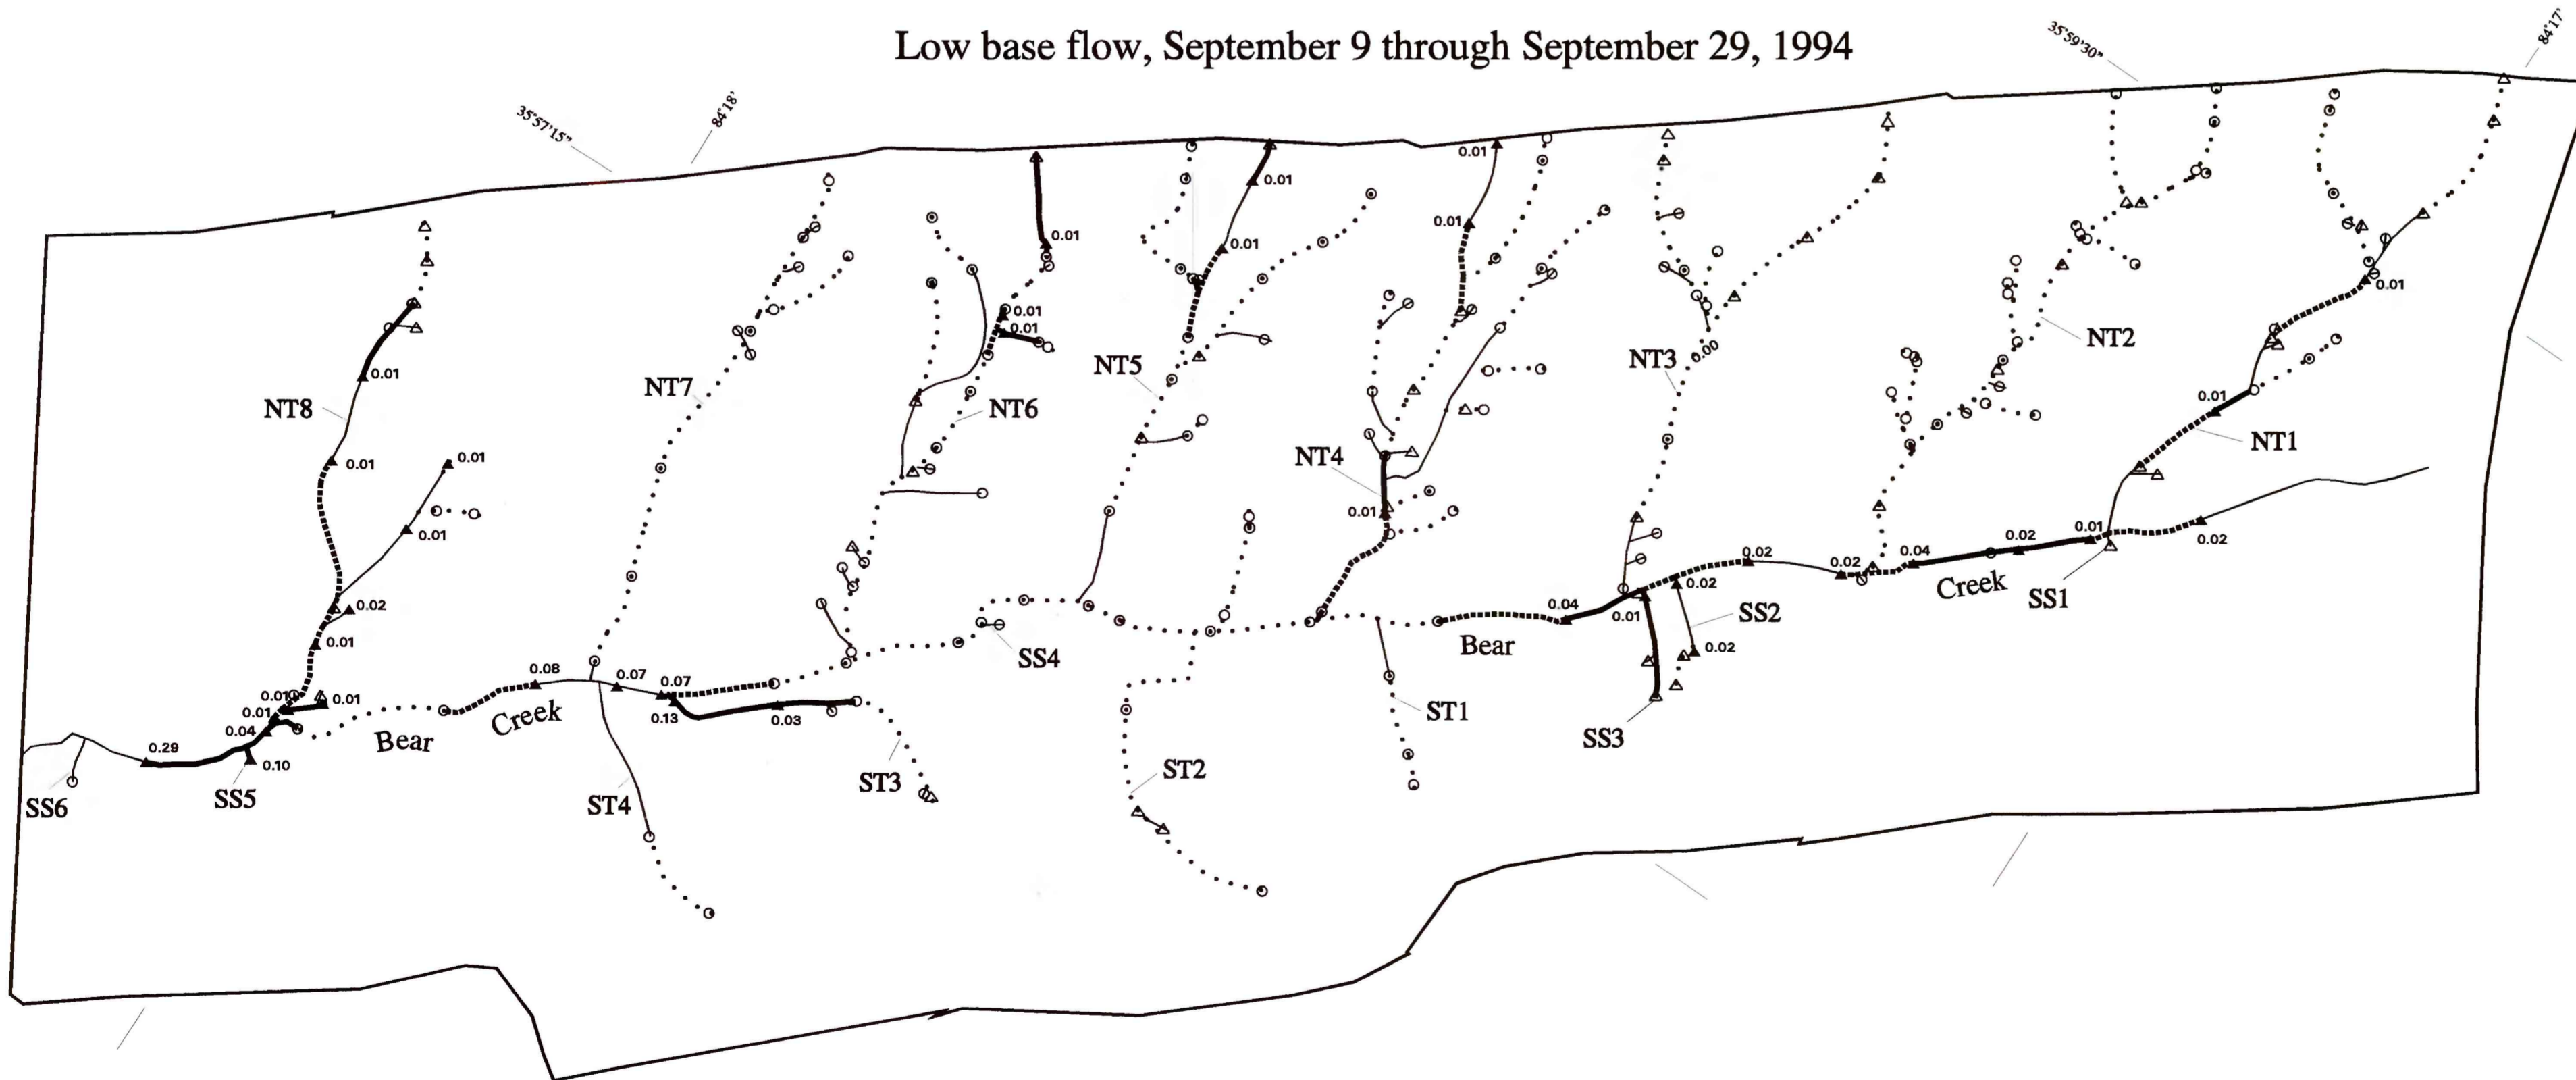 Low base flow, September 9 through September 29, 1994
35°57'15"
84°18'
35°59'30"
84°17'
0.01
0.01
0.01
0.01
0.01
0.01
0.01
0.01
0.01
0.01
0.00
NT3
NT2
NT5
0.01
NT7
NT8
NT6
0.01
NT1
0.01
0.01
NT4
0.01
0.01
0.01
0.02
0.02
0.02
0.02
0.04
Creek
SS1
0.02
0.02
0.04
0.01
SS2
0.02
Bear
0.01
SS4
0.08
0.07
0.07
0.13
0.03
Creek
ST1
SS3
0.01
0.01
0.01
0.04
Bear
0.29
0.10
SS6
SS5
ST4
ST3
ST2